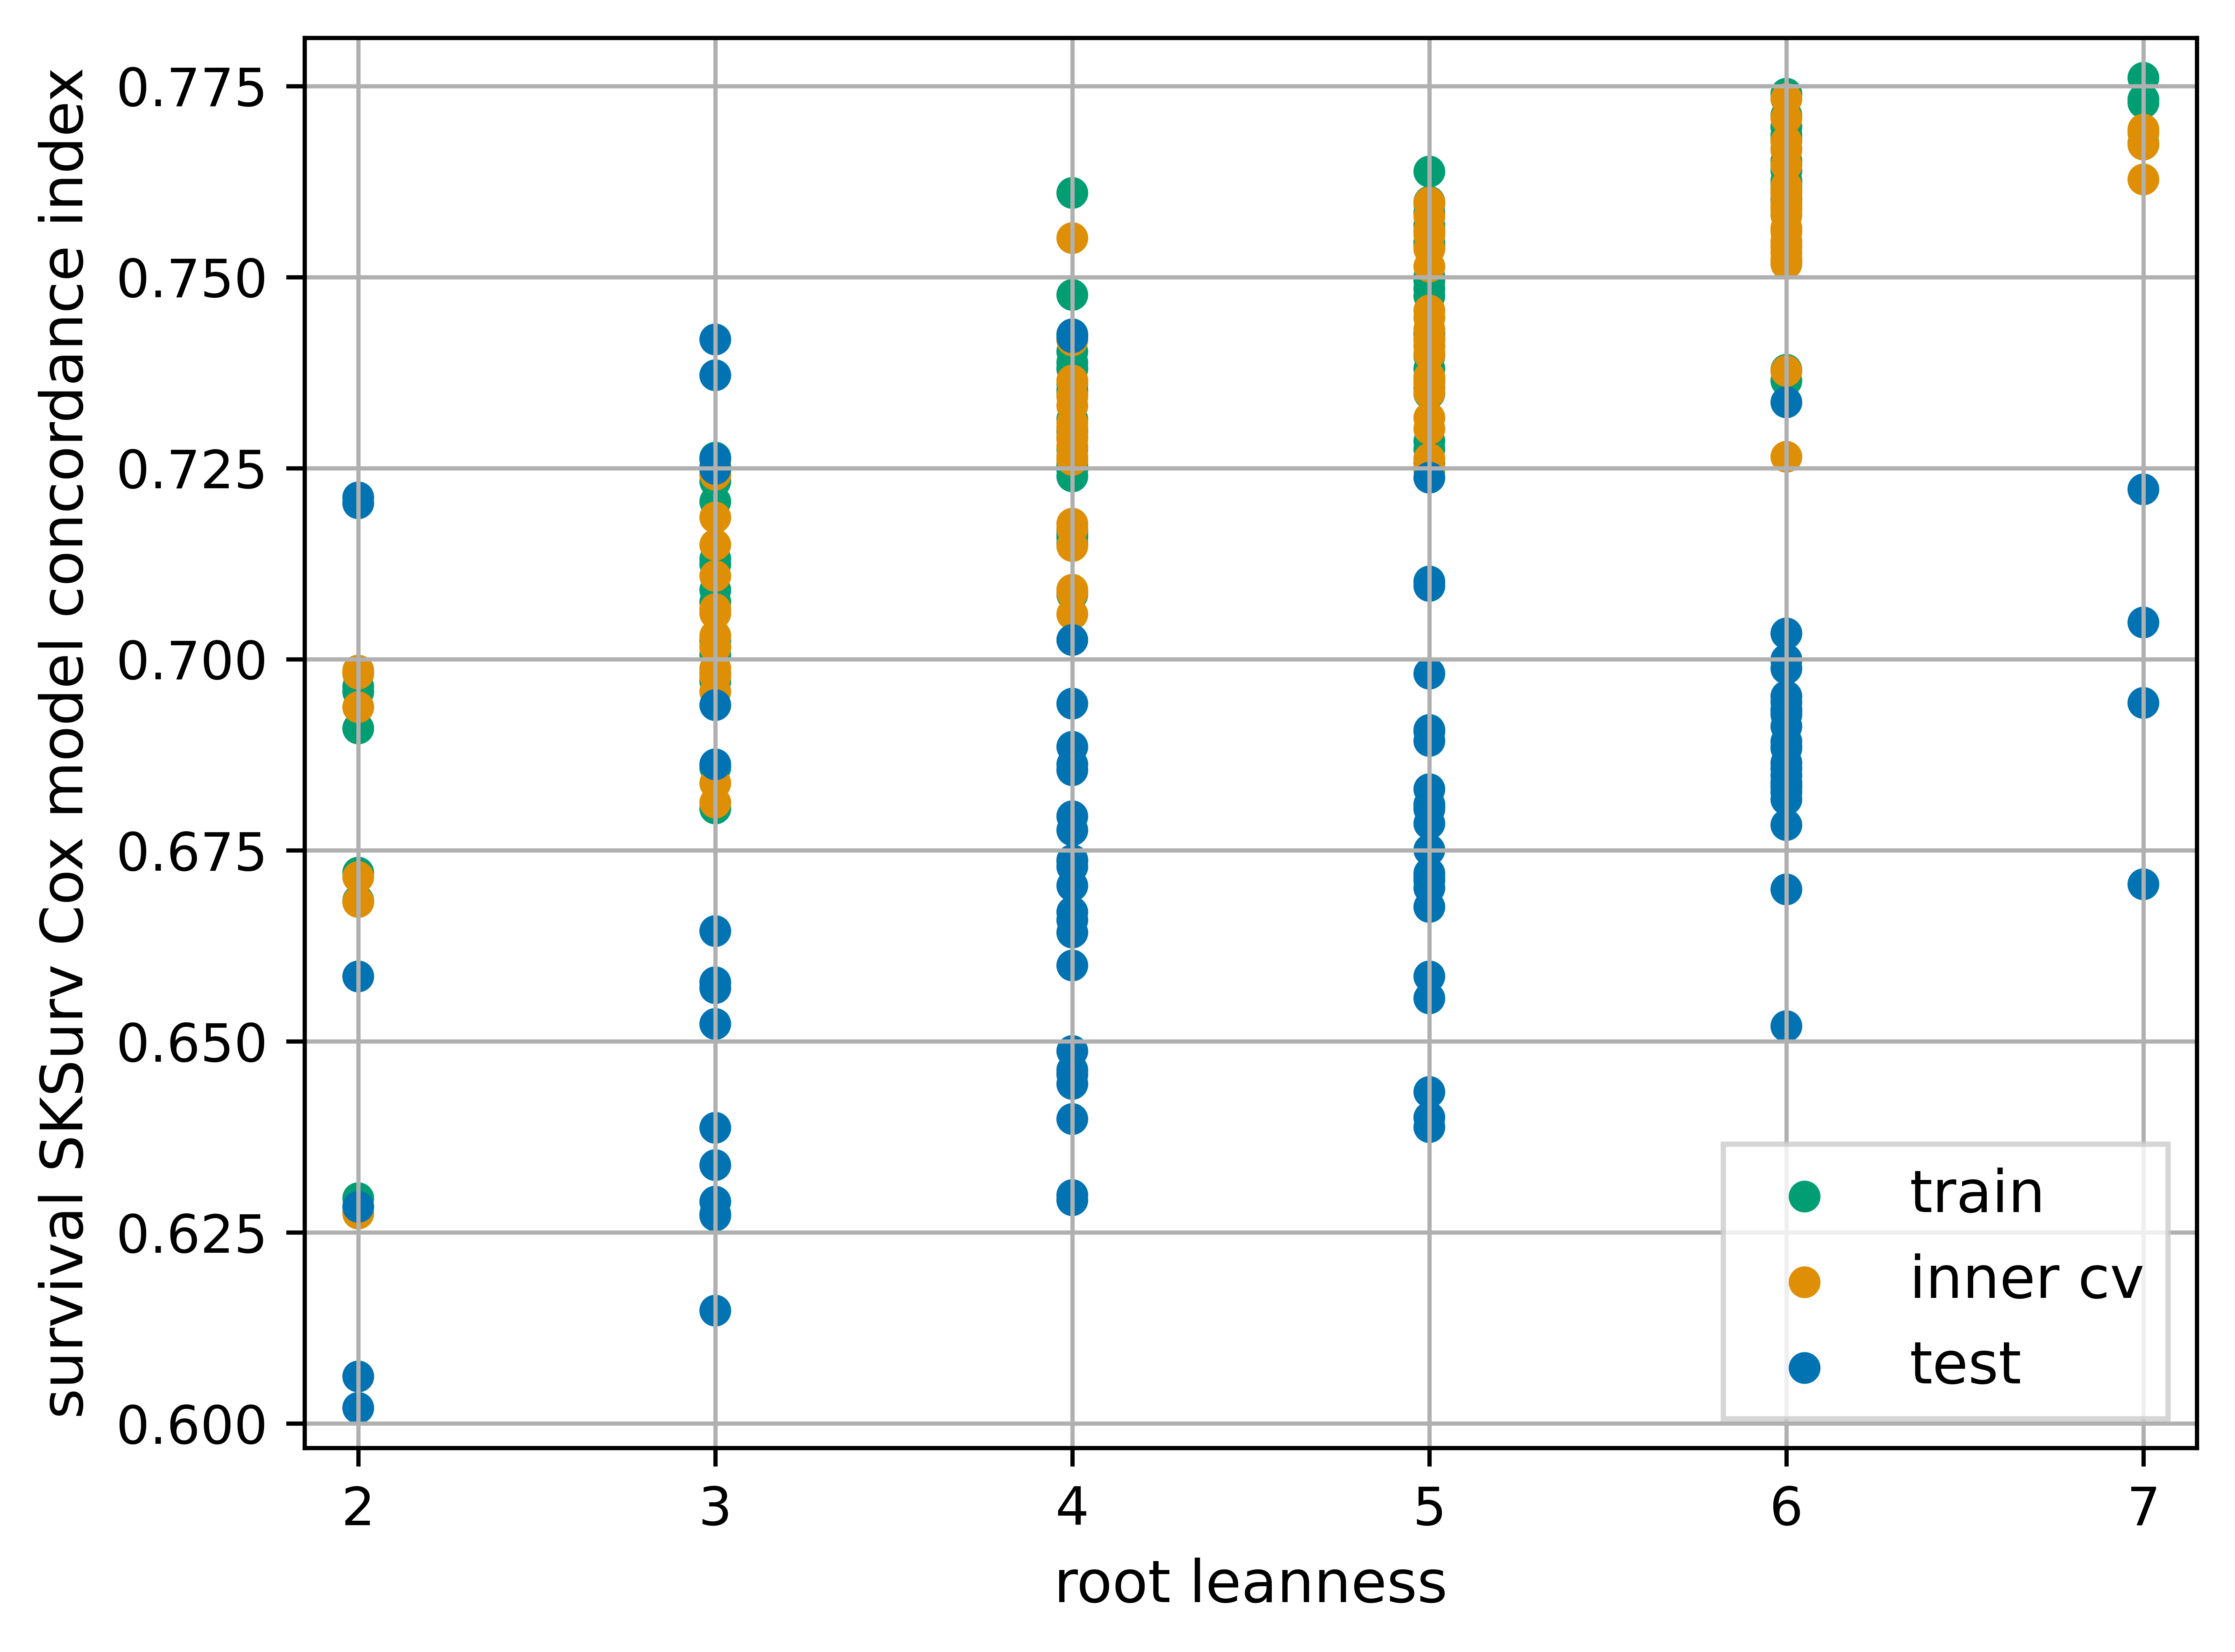 survival SKSurv Cox model concordance index
0.775
0.750
0.725
0.700
0.675
0.650
0.625
0.600
train
inner cv
test
2 3 4 5 6 7
root leanness